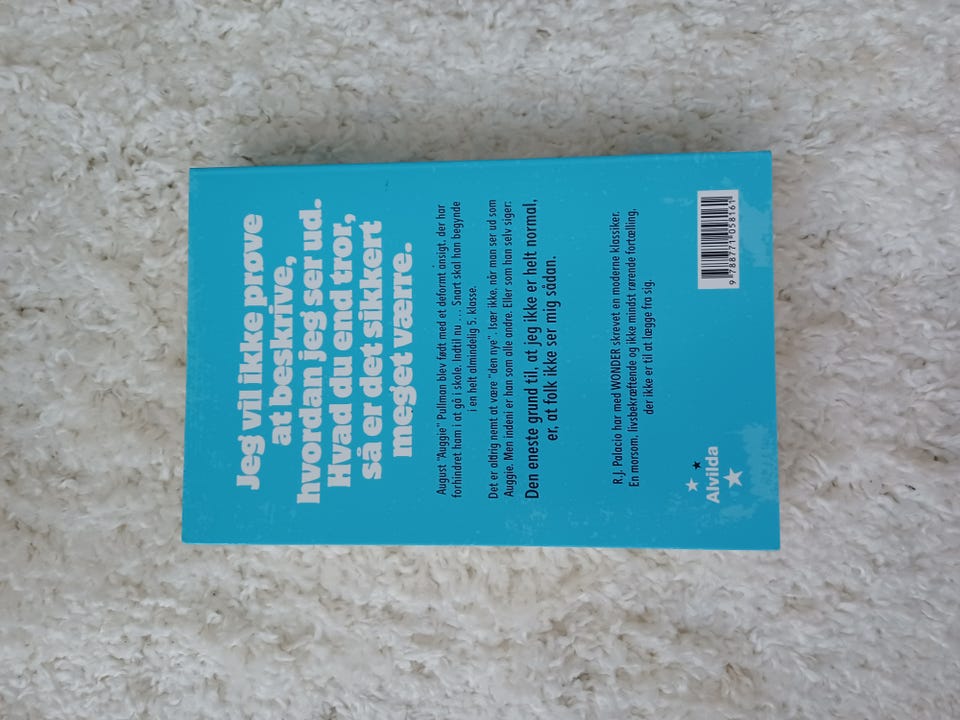 Jeg vil ikke prøve
at beskrive,
hvordan jeg ser ud.
Hvad du end tror,
så er det sikkert
meget værre.
August "Auggie" Pullman blev født med et deformt ansigt, der har
forhindret ham i at gå i skole. Indtil nu ... Snart skal han begynde
i en helt almindelig 5. klasse.
Det er aldrig nemt at være "den nye". Især ikke, når man ser ud som
Auggie. Men indeni er han som alle andre. Eller som han selv siger:
Den eneste grund til, at jeg ikke er helt normal,
er, at folk ikke ser mig sådan.
R.J. Palacio har med WONDER skrevet en moderne klassiker.
En morsom, livsbekræftende og ikke mindst rørende fortælling,
der ikke er til at lægge fra sig.
Alvilda
9 788771 058161